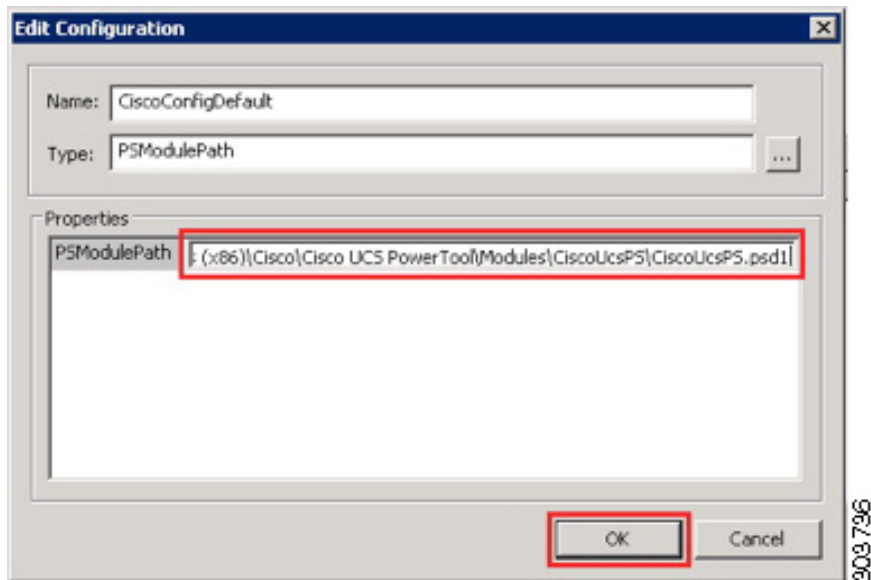 Edit Configuration
Name: CiscoConfigDefault
Type: PSModulePath
...
Properties
PSModulePath (x86)\Cisco\Cisco UCS PowerTool\Modules\CiscoUcsPS\CiscoUcsPS.psd1
OK Cancel
303736